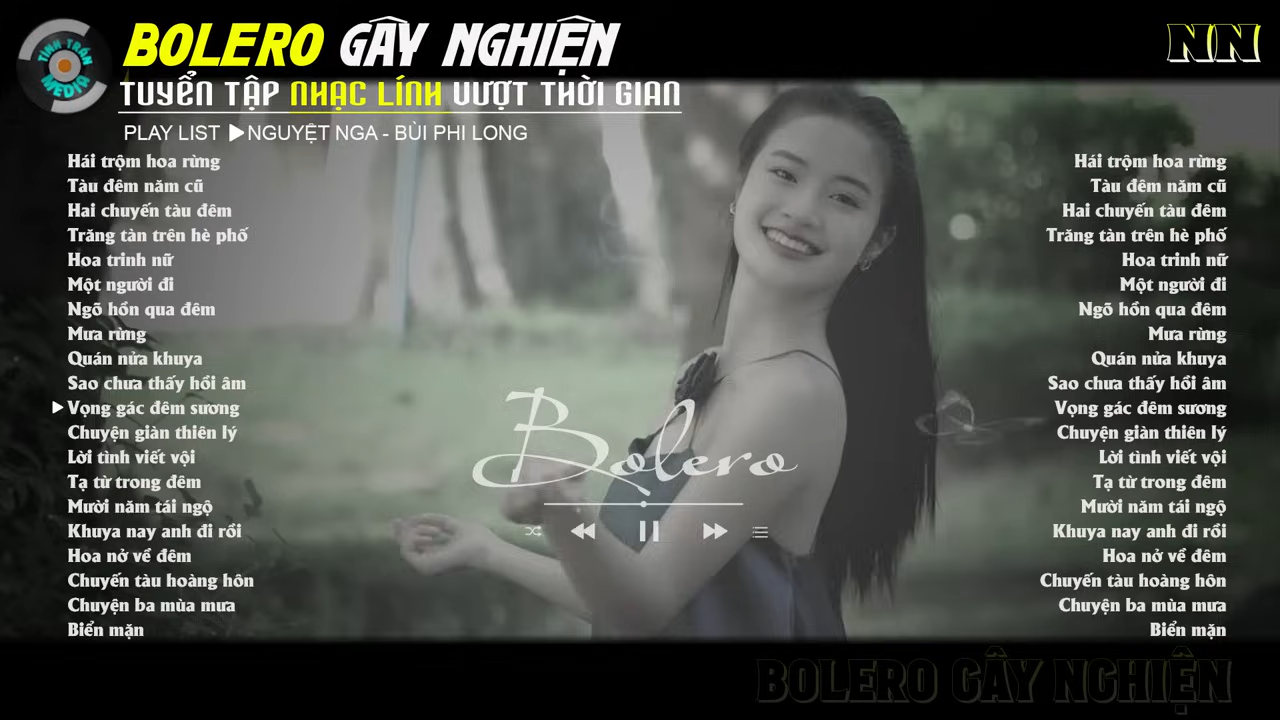 TÌNH TRẦN
MEDIA
BOLERO GÂY NGHIỆN
NN
TUYỂN TẬP NHẠC LÍNH VƯỢT THỜI GIAN
PLAY LIST NGUYỆT NGA - BÙI PHI LONG
Hái trộm hoa rừng
Tàu đêm năm cũ
Hai chuyến tàu đêm
Trăng tàn trên hè phố
Hoa trinh nữ
Một người đi
Ngõ hồn qua đêm
Mưa rừng
Quán nửa khuya
Sao chưa thấy hồi âm
Vọng gác đêm sương
Chuyện giàn thiên lý
Lời tình viết vội
Tạ từ trong đêm
Mười năm tái ngộ
Khuya nay anh đi rồi
Hoa nở về đêm
Chuyến tàu hoàng hôn
Chuyện ba mùa mưa
Biển mặn
Bolero
Hái trộm hoa rừng
Tàu đêm năm cũ
Hai chuyến tàu đêm
Trăng tàn trên hè phố
Hoa trinh nữ
Một người đi
Ngõ hồn qua đêm
Mưa rừng
Quán nửa khuya
Sao chưa thấy hồi âm
Vọng gác đêm sương
Chuyện giàn thiên lý
Lời tình viết vội
Tạ từ trong đêm
Mười năm tái ngộ
Khuya nay anh đi rồi
Hoa nở về đêm
Chuyến tàu hoàng hôn
Chuyện ba mùa mưa
Biển mặn
BOLERO GÂY NGHIỆN